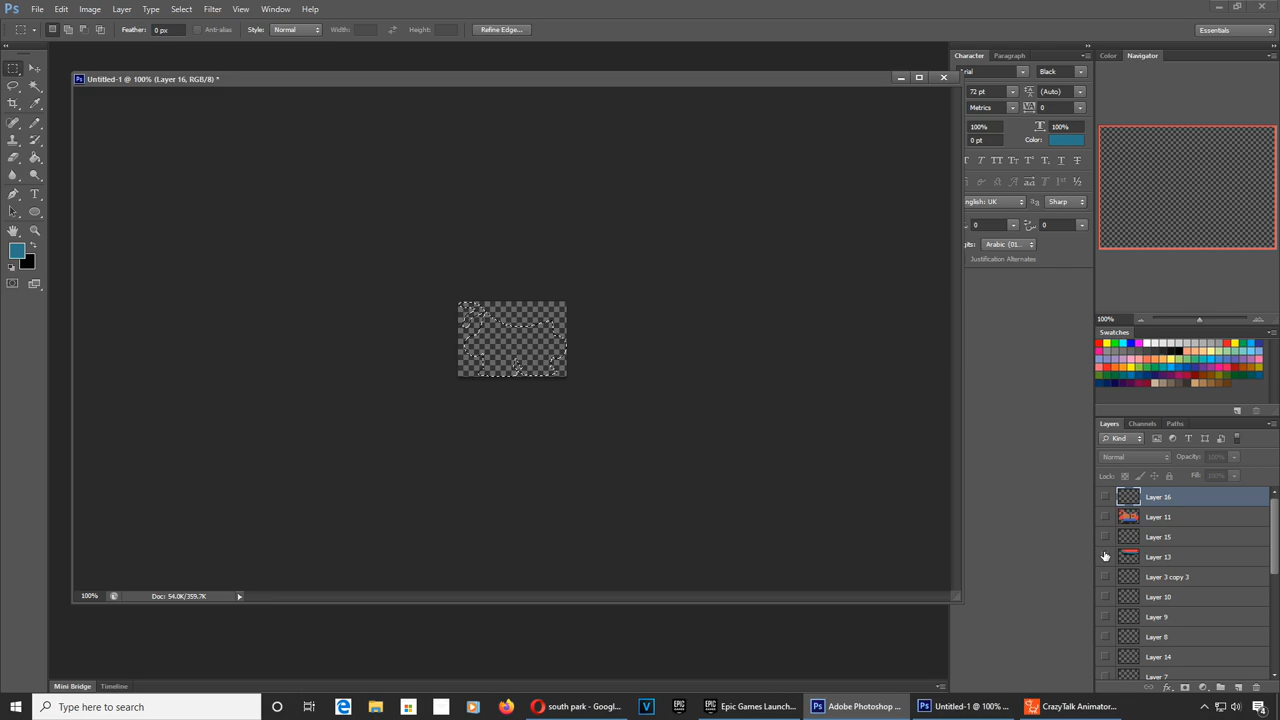 Ps File Edit Image Layer Type Select Filter View Window Help
Feather: 0 px Anti-alias Style: Normal Width: Height: Refine Edge... Essentials
Untitled-1 @ 100% (Layer 16, RGB/8) *
Character Paragraph
Color Navigator
Black
72 pt (Auto)
Metrics 0
100% 100%
0 pt Color:
nglish: UK Sharp
0 0
Arabic (01...
Justification Alternates
100%
Swatches
Layers Channels Paths
Kind
Normal Opacity: 100%
Lock: Fill: 100%
Layer 16
Layer 11
Layer 15
Layer 13
Layer 3 copy 3
Layer 10
Layer 9
Layer 8
Layer 14
Layer 7
100% Doc: 54.0K/359.7K
Mini Bridge Timeline
Type here to search
south park - Googl...
Epic Games Launch...
Adobe Photoshop ...
Untitled-1 @ 100% ...
CrazyTalk Animator...